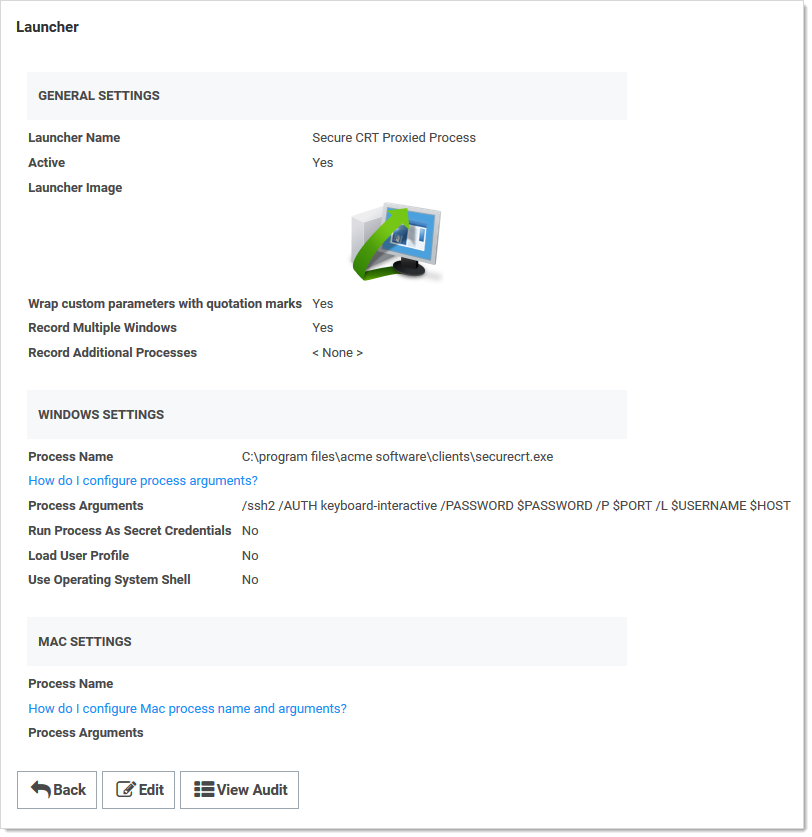 Launcher
GENERAL SETTINGS
Launcher Name Secure CRT Proxied Process
Active Yes
Launcher Image
Wrap custom parameters with quotation marks Yes
Record Multiple Windows Yes
Record Additional Processes < None >
WINDOWS SETTINGS
Process Name C:\program files\acme software\clients\securecrt.exe
How do I configure process arguments?
Process Arguments /ssh2 /AUTH keyboard-interactive /PASSWORD $PASSWORD /P $PORT /L $USERNAME $HOST
Run Process As Secret Credentials No
Load User Profile No
Use Operating System Shell No
MAC SETTINGS
Process Name
How do I configure Mac process name and arguments?
Process Arguments
Back Edit View Audit